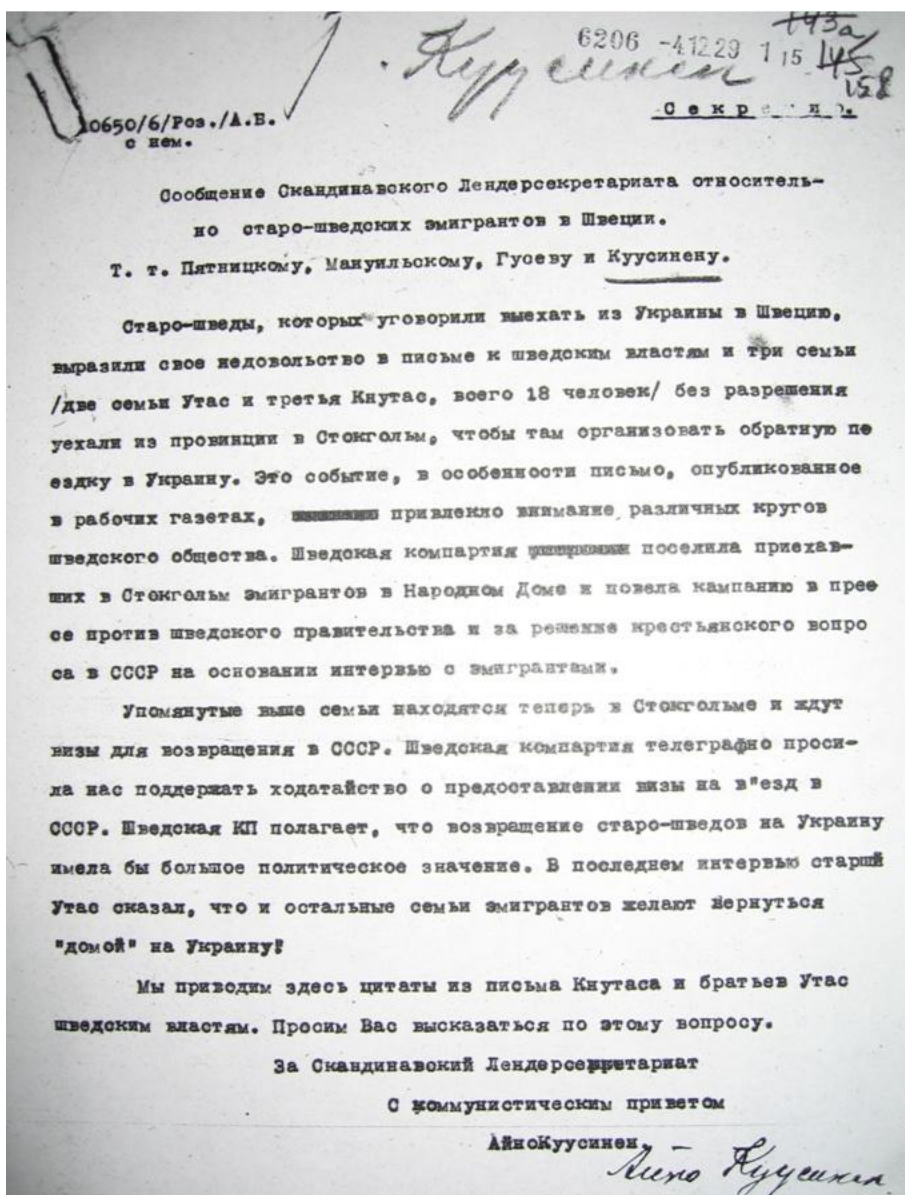 143а
6206 -4.12.29 1 15 145
Куусинен 158
Секретно.
10650/6/Роз./А.В.
с нем.
Сообщение Скандинавского Лендерсекретариата относитель-
но старо-шведских эмигрантов в Швеции.
Т. т. Пятницкому, Мануильскому, Гусеву и Куусинену.
Старо-шведы, которых уговорили выехать из Украины в Швецию,
выразили свое недовольство в письме к шведским властям и три семьи
/две семьи Утас и третья Кнутас, всего 18 человек/ без разрешения
уехали из провинции в Стокгольм, чтобы там организовать обратную по
ездку в Украину. Это событие, в особенности письмо, опубликованное
в рабочих газетах, привлекло внимание различных кругов
шведского общества. Шведская компартия поселила приехав-
ших в Стокгольм эмигрантов в Народном Доме и повела кампанию в прес
се против шведского правительства и за решение крестьянского вопро
са в СССР на основании интервью с эмигрантами.
Упомянутые выше семьи находятся теперь в Стокгольме и ждут
визы для возвращения в СССР. Шведская компартия телеграфно проси-
ла нас поддержать ходатайство о предоставлении визы на в"езд в
СССР. Шведская КП полагает, что возвращение старо-шведов на Украину
имела бы большое политическое значение. В последнем интервью старший
Утас сказал, что и остальные семьи эмигрантов желают вернуться
"домой" на Украину!
Мы приводим здесь цитаты из письма Кнутаса и братьев Утас
шведским властям. Просим Вас высказаться по этому вопросу.
За Скандинавский Лендерсекретариат
С коммунистическим приветом
АйноКуусинен.
Айно Куусинен